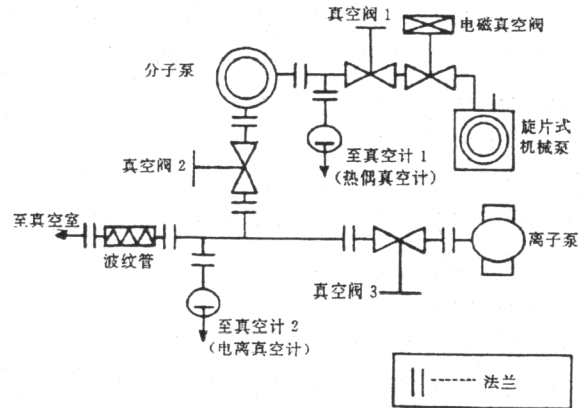 真空阀 1
电磁真空阀
分子泵
旋片式
机械泵
至真空计 1
(热偶真空计)
真空阀 2
至真空室
波纹管
离子泵
真空阀 3
至真空计 2
(电离真空计)
法兰